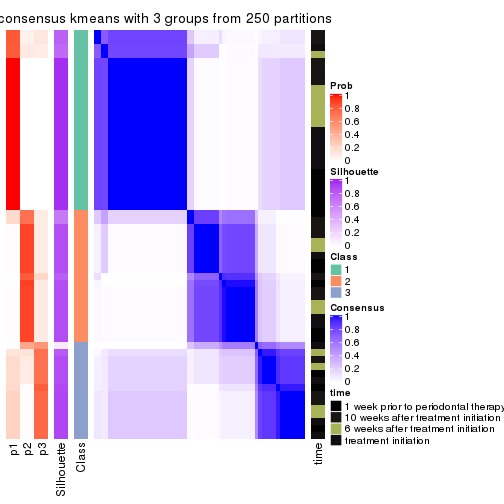 consensus kmeans with 3 groups from 250 partitions
Prob
1
0.8
0.6
0.4
0.2
0
Silhouette
1
0.8
0.6
0.4
0.2
0
Class
1
2
3
Consensus
1
0.8
0.6
0.4
0.2
0
time
1 week prior to periodontal therapy
10 weeks after treatment initiation
6 weeks after treatment initiation
treatment initiation
p1
p2
p3
Silhouette
Class
time